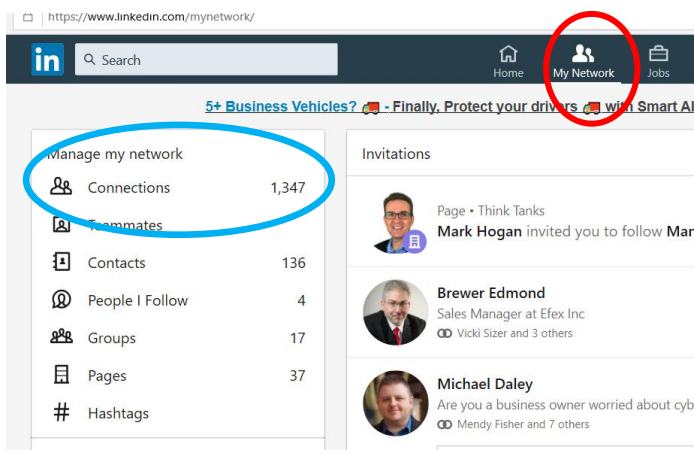 https://www.linkedin.com/mynetwork/
in
Search
Home
My Network
Jobs
5+ Business Vehicles? 🚚 - Finally, Protect your drivers 🚚 with Smart AI
Manage my network
Connections 1,347
Teammates
Contacts 136
People I Follow 4
Groups 17
Pages 37
# Hashtags
Invitations
Page • Think Tanks
Mark Hogan invited you to follow Mar
Brewer Edmond
Sales Manager at Efex Inc
Vicki Sizer and 3 others
Michael Daley
Are you a business owner worried about cyb
Mendy Fisher and 7 others